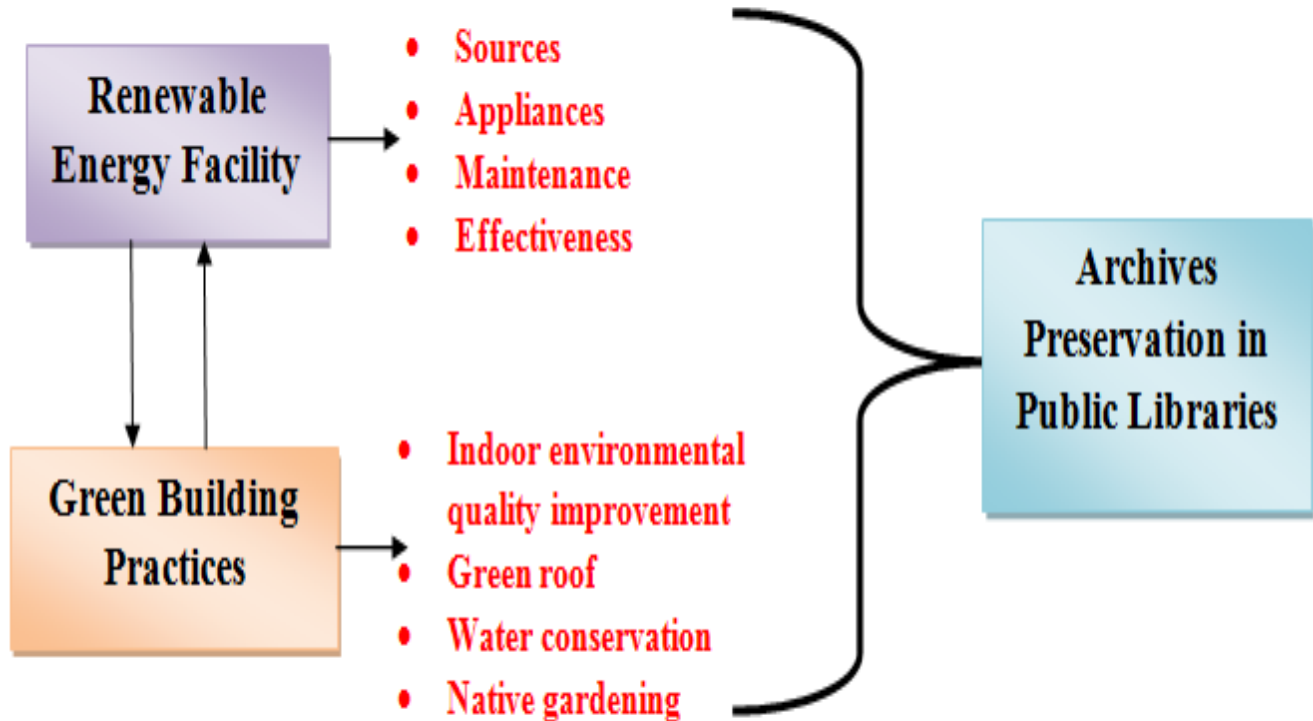 Renewable
Energy Facility
• Sources
• Appliances
• Maintenance
• Effectiveness
Green Building
Practices
• Indoor environmental
quality improvement
• Green roof
• Water conservation
• Native gardening
Archives
Preservation in
Public Libraries